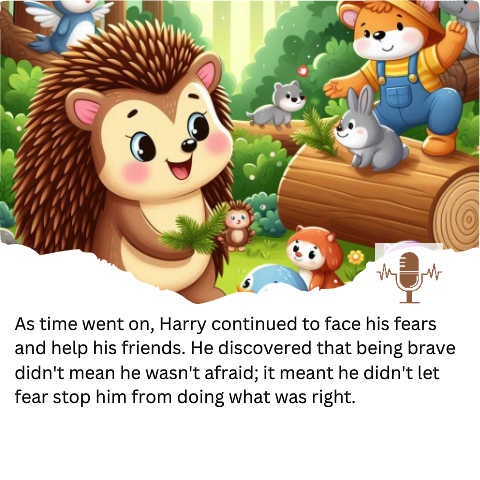 As time went on, Harry continued to face his fears
and help his friends. He discovered that being brave
didn't mean he wasn't afraid; it meant he didn't let
fear stop him from doing what was right.